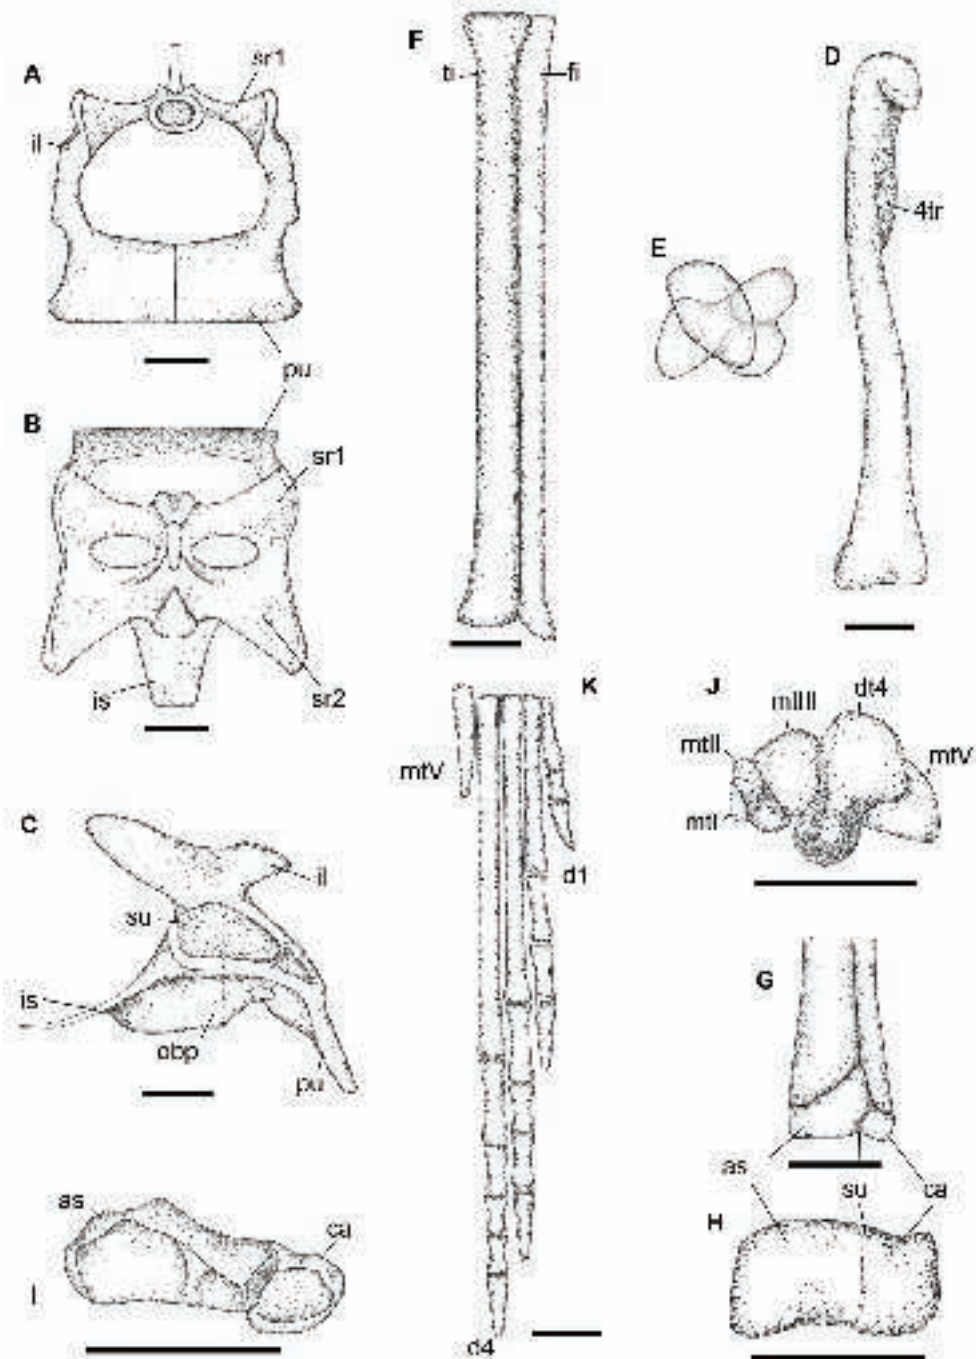 A
sr1
il
pu
B
sr1
is
sr2
C
il
su
is
obp
pu
as
ca
I
F
ti
fi
D
4tr
E
K
mtV
d1
d4
J
mtIII
dt4
mtII
mtV
mtI
G
as
su
ca
H